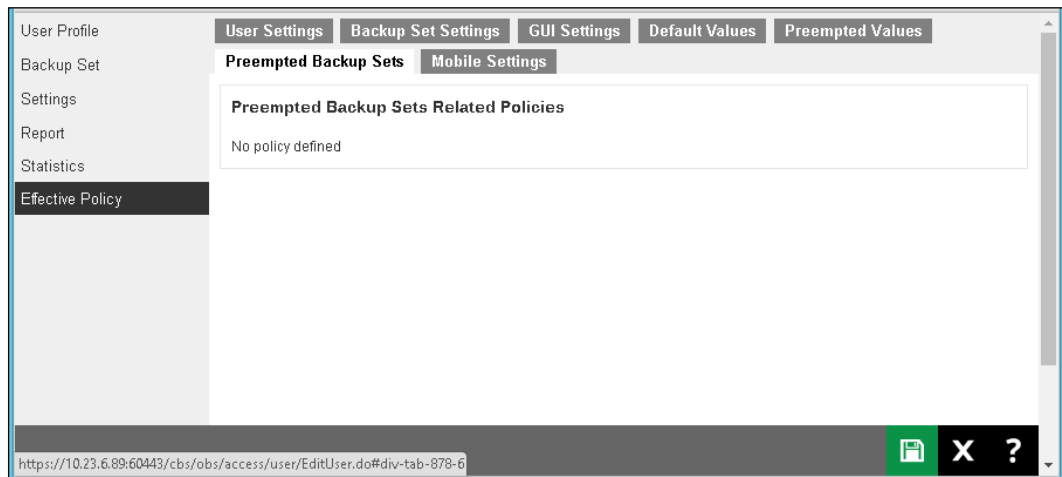 User Profile
Backup Set
Settings
Report
Statistics
Effective Policy
User Settings Backup Set Settings GUI Settings Default Values Preempted Values
Preempted Backup Sets Mobile Settings
Preempted Backup Sets Related Policies
No policy defined
X ?
https://10.23.6.89:60443/cbs/obs/access/user/EditUser.do#div-tab-878-6